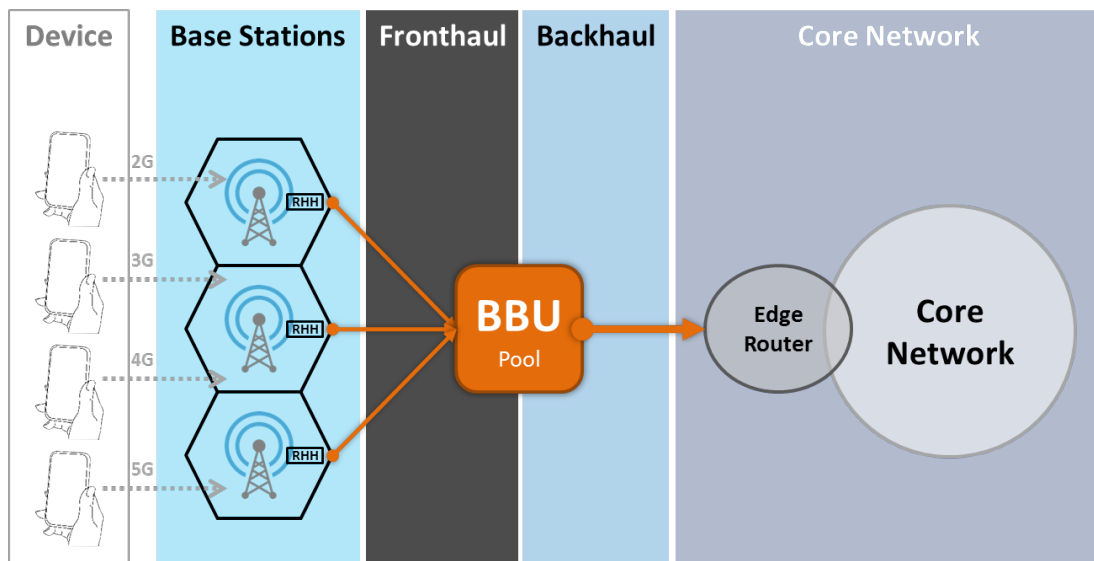 Device
Base Stations
Fronthaul
Backhaul
Core Network
2G
3G
4G
5G
RHH
RHH
RHH
BBU
Pool
Edge
Router
Core
Network